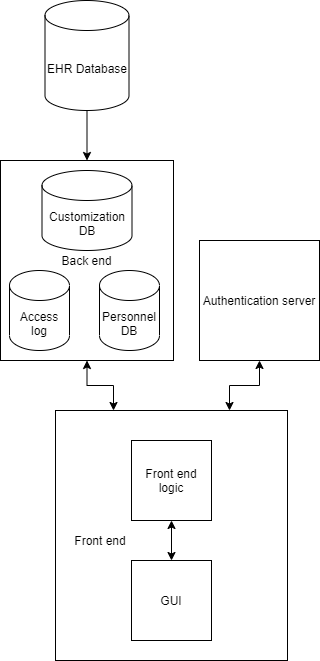 EHR Database
Customization
DB
Back end
Access
log
Personnel
DB
Authentication server
Front end
logic
Front end
GUI